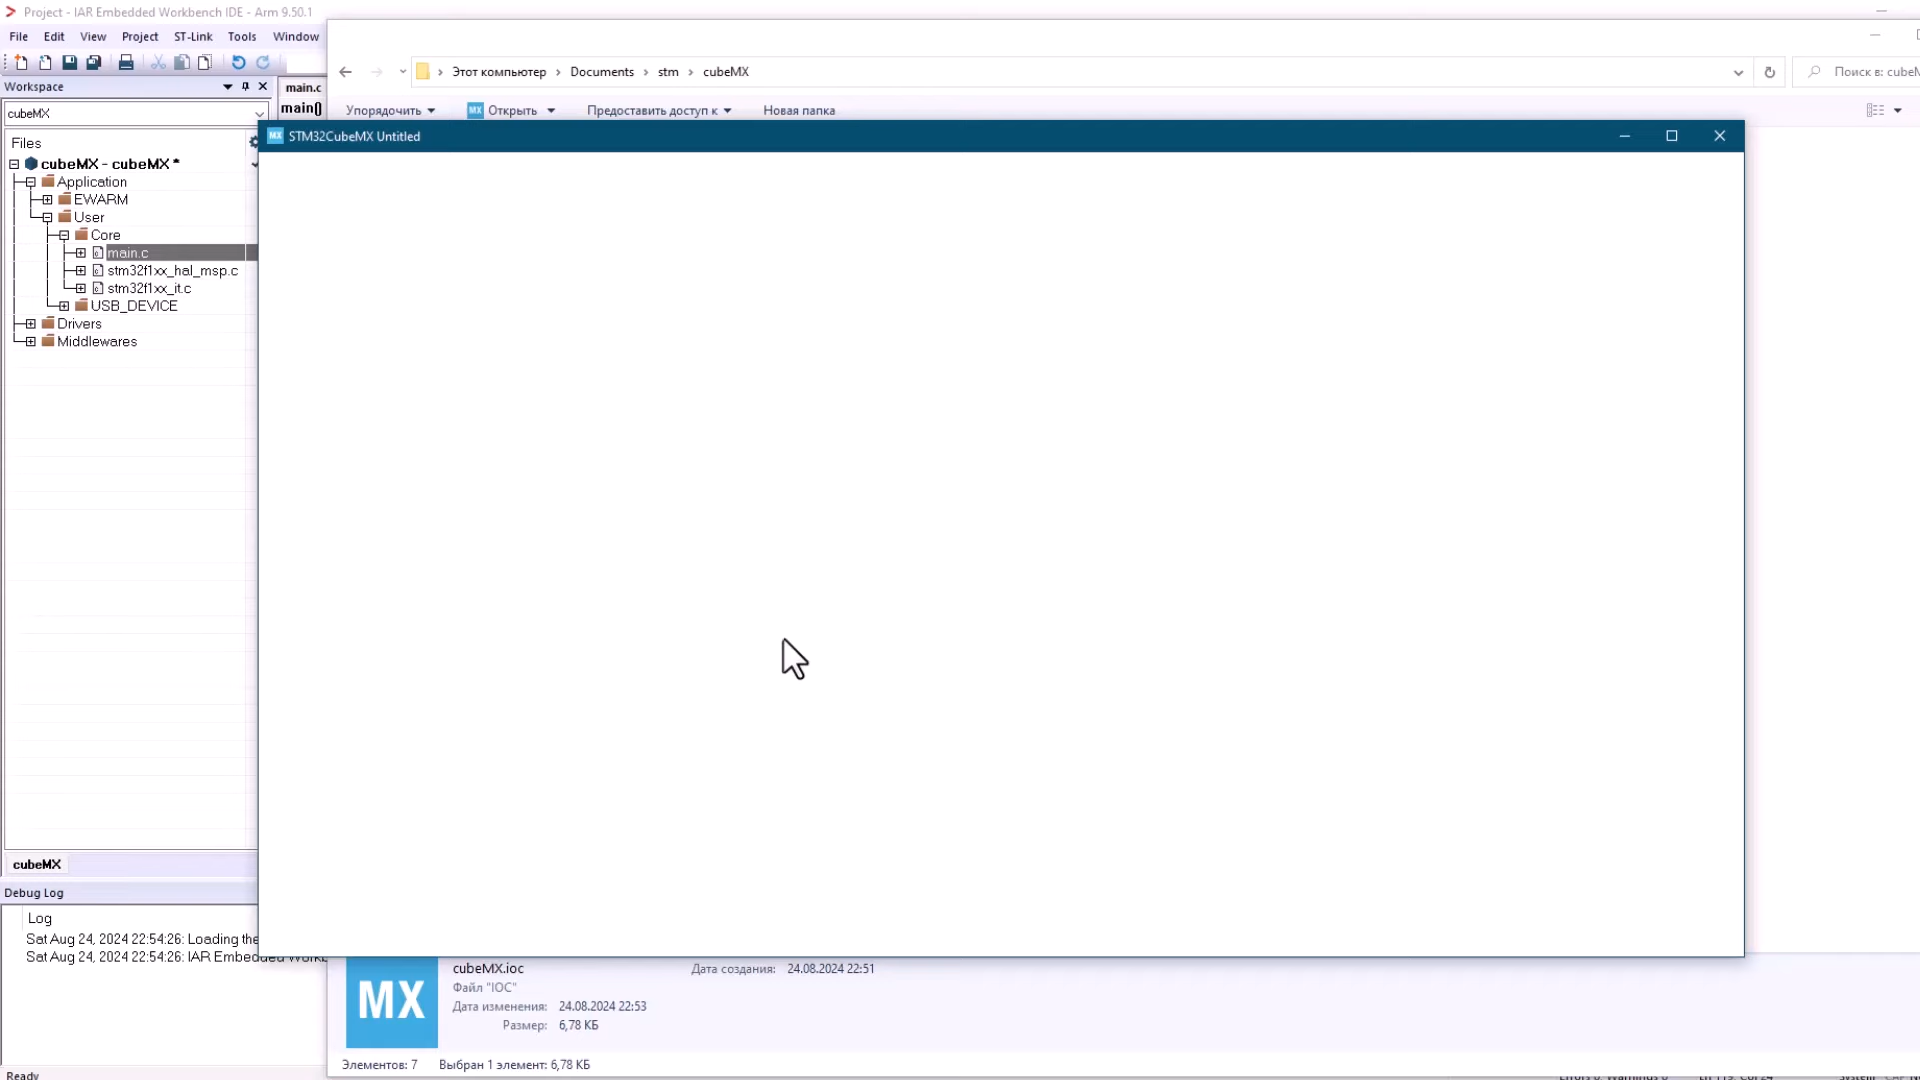 Project - IAR Embedded Workbench IDE - Arm 9.50.1
File Edit View Project ST-Link Tools Window
Workspace
cubeMX
Files
cubeMX - cubeMX *
Application
EWARM
User
Core
main.c
stm32f1xx_hal_msp.c
stm32f1xx_it.c
USB_DEVICE
Drivers
Middlewares
cubeMX
main.c
main()
Этот компьютер › Documents › stm › cubeMX
Поиск в: cubeM
Упорядочить MX Открыть Предоставить доступ к Новая папка
MX STM32CubeMX Untitled
Debug Log
Log
Sat Aug 24, 2024 22:54:26: Loading the
Sat Aug 24, 2024 22:54:26: IAR Embedded Workb
Ready
MX
cubeMX.ioc
Дата создания: 24.08.2024 22:51
Файл "IOC"
Дата изменения: 24.08.2024 22:53
Размер: 6,78 КБ
Элементов: 7 Выбран 1 элемент: 6,78 КБ